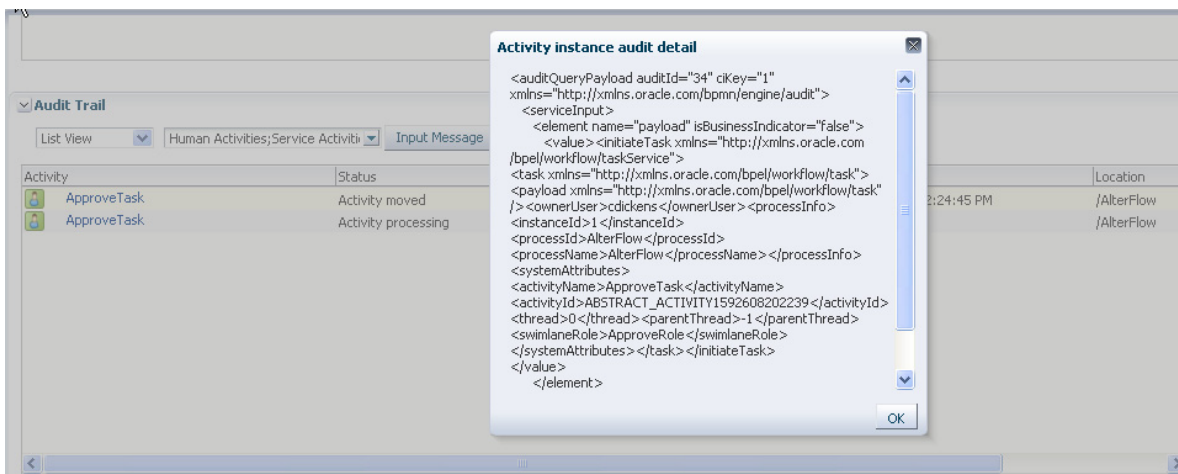 Activity instance audit detail
<auditQueryPayload auditId="34" ciKey="1"
xmlns="http://xmlns.oracle.com/bpmn/engine/audit">
<serviceInput>
<element name="payload" isBusinessIndicator="false">
<value><initiateTask xmlns="http://xmlns.oracle.com
/bpel/workflow/taskService">
<task xmlns="http://xmlns.oracle.com/bpel/workflow/task">
<payload xmlns="http://xmlns.oracle.com/bpel/workflow/task"
/><ownerUser>cdickens</ownerUser><processInfo>
<instanceId>1</instanceId>
<processId>AlterFlow</processId>
<processName>AlterFlow</processName></processInfo>
<systemAttributes>
<activityName>ApproveTask</activityName>
<activityId>ABSTRACT_ACTIVITY1592608202239</activityId>
<thread>0</thread><parentThread>-1</parentThread>
<swimlaneRole>ApproveRole</swimlaneRole>
</systemAttributes></task></initiateTask>
</value>
</element>
OK
Audit Trail
List View Human Activities;Service Activiti Input Message
Activity Status Location
ApproveTask Activity moved 2:24:45 PM /AlterFlow
ApproveTask Activity processing /AlterFlow